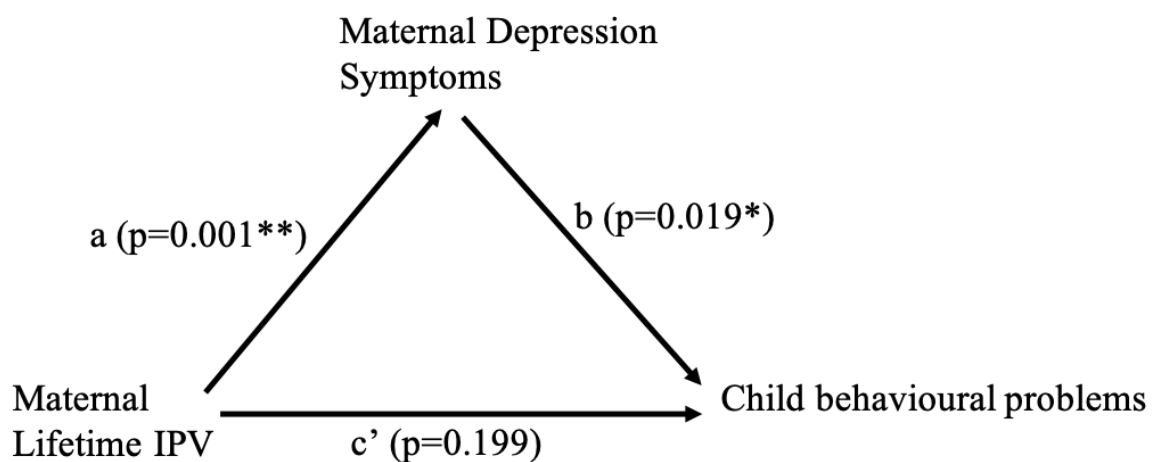 Maternal Depression
Symptoms
a (p=0.001**)
b (p=0.019*)
Maternal
Lifetime IPV
Child behavioural problems
c’ (p=0.199)